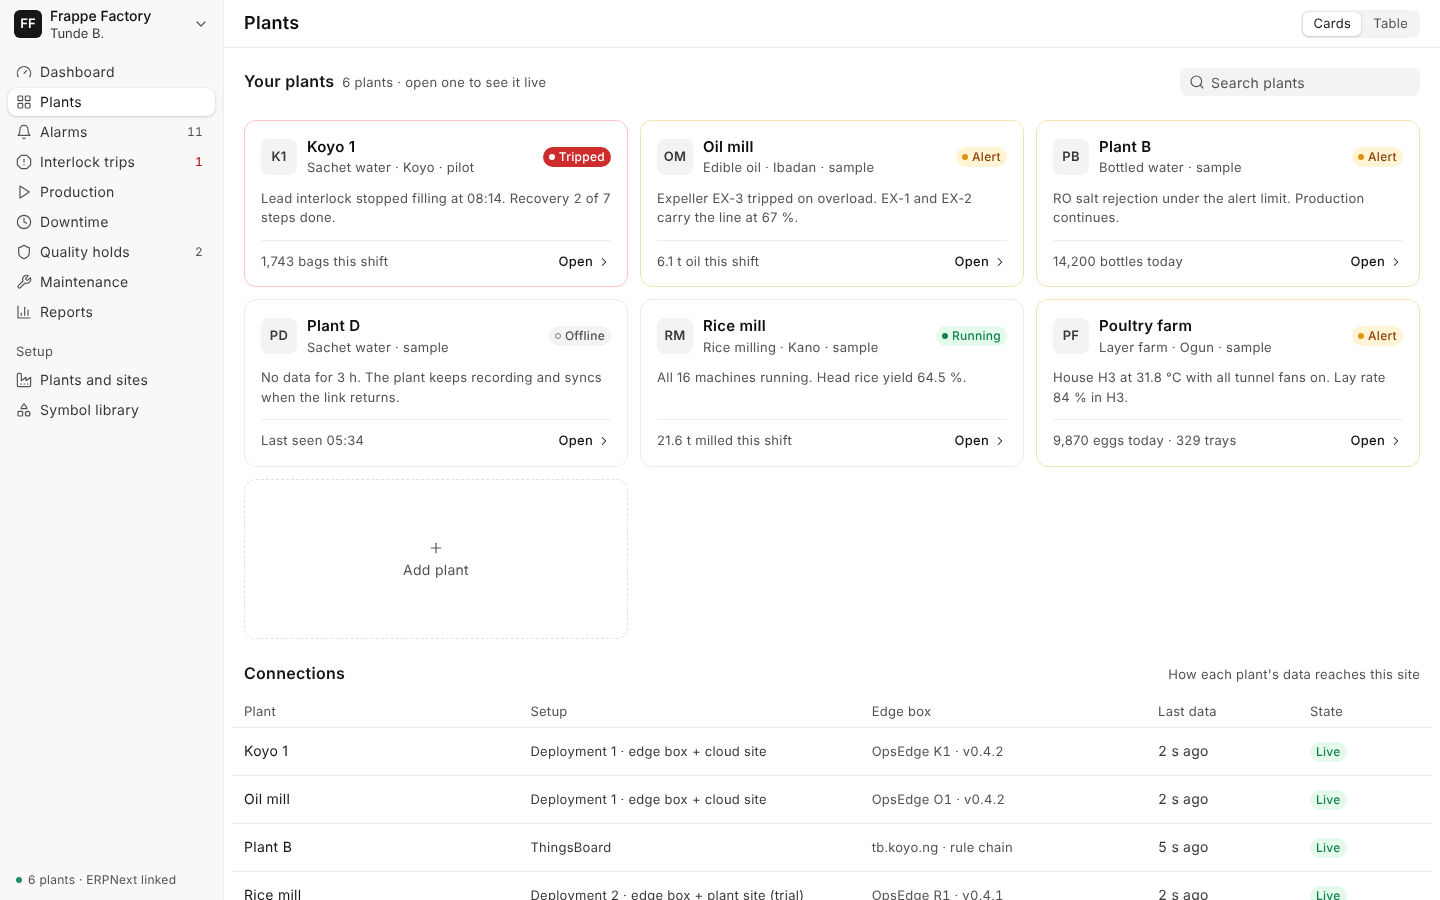 FF
Frappe Factory
Tunde B.
Dashboard
Plants
Alarms 11
Interlock trips 1
Production
Downtime
Quality holds 2
Maintenance
Reports
Setup
Plants and sites
Symbol library
6 plants · ERPNext linked
Plants
Cards Table
Your plants 6 plants · open one to see it live
Search plants
K1
Koyo 1
Sachet water · Koyo · pilot
Tripped
Lead interlock stopped filling at 08:14. Recovery 2 of 7
steps done.
1,743 bags this shift
Open
OM
Oil mill
Edible oil · Ibadan · sample
Alert
Expeller EX-3 tripped on overload. EX-1 and EX-2
carry the line at 67 %.
6.1 t oil this shift
Open
PB
Plant B
Bottled water · sample
Alert
RO salt rejection under the alert limit. Production
continues.
14,200 bottles today
Open
PD
Plant D
Sachet water · sample
Offline
No data for 3 h. The plant keeps recording and syncs
when the link returns.
Last seen 05:34
Open
RM
Rice mill
Rice milling · Kano · sample
Running
All 16 machines running. Head rice yield 64.5 %.
21.6 t milled this shift
Open
PF
Poultry farm
Layer farm · Ogun · sample
Alert
House H3 at 31.8 °C with all tunnel fans on. Lay rate
84 % in H3.
9,870 eggs today · 329 trays
Open
Add plant
Connections
How each plant's data reaches this site
Plant Setup Edge box Last data State
Koyo 1 Deployment 1 · edge box + cloud site OpsEdge K1 · v0.4.2 2 s ago Live
Oil mill Deployment 1 · edge box + cloud site OpsEdge O1 · v0.4.2 2 s ago Live
Plant B ThingsBoard tb.koyo.ng · rule chain 5 s ago Live
Rice mill Deployment 2 · edge box + plant site (trial) OpsEdge R1 · v0.4.1 2 s ago Live